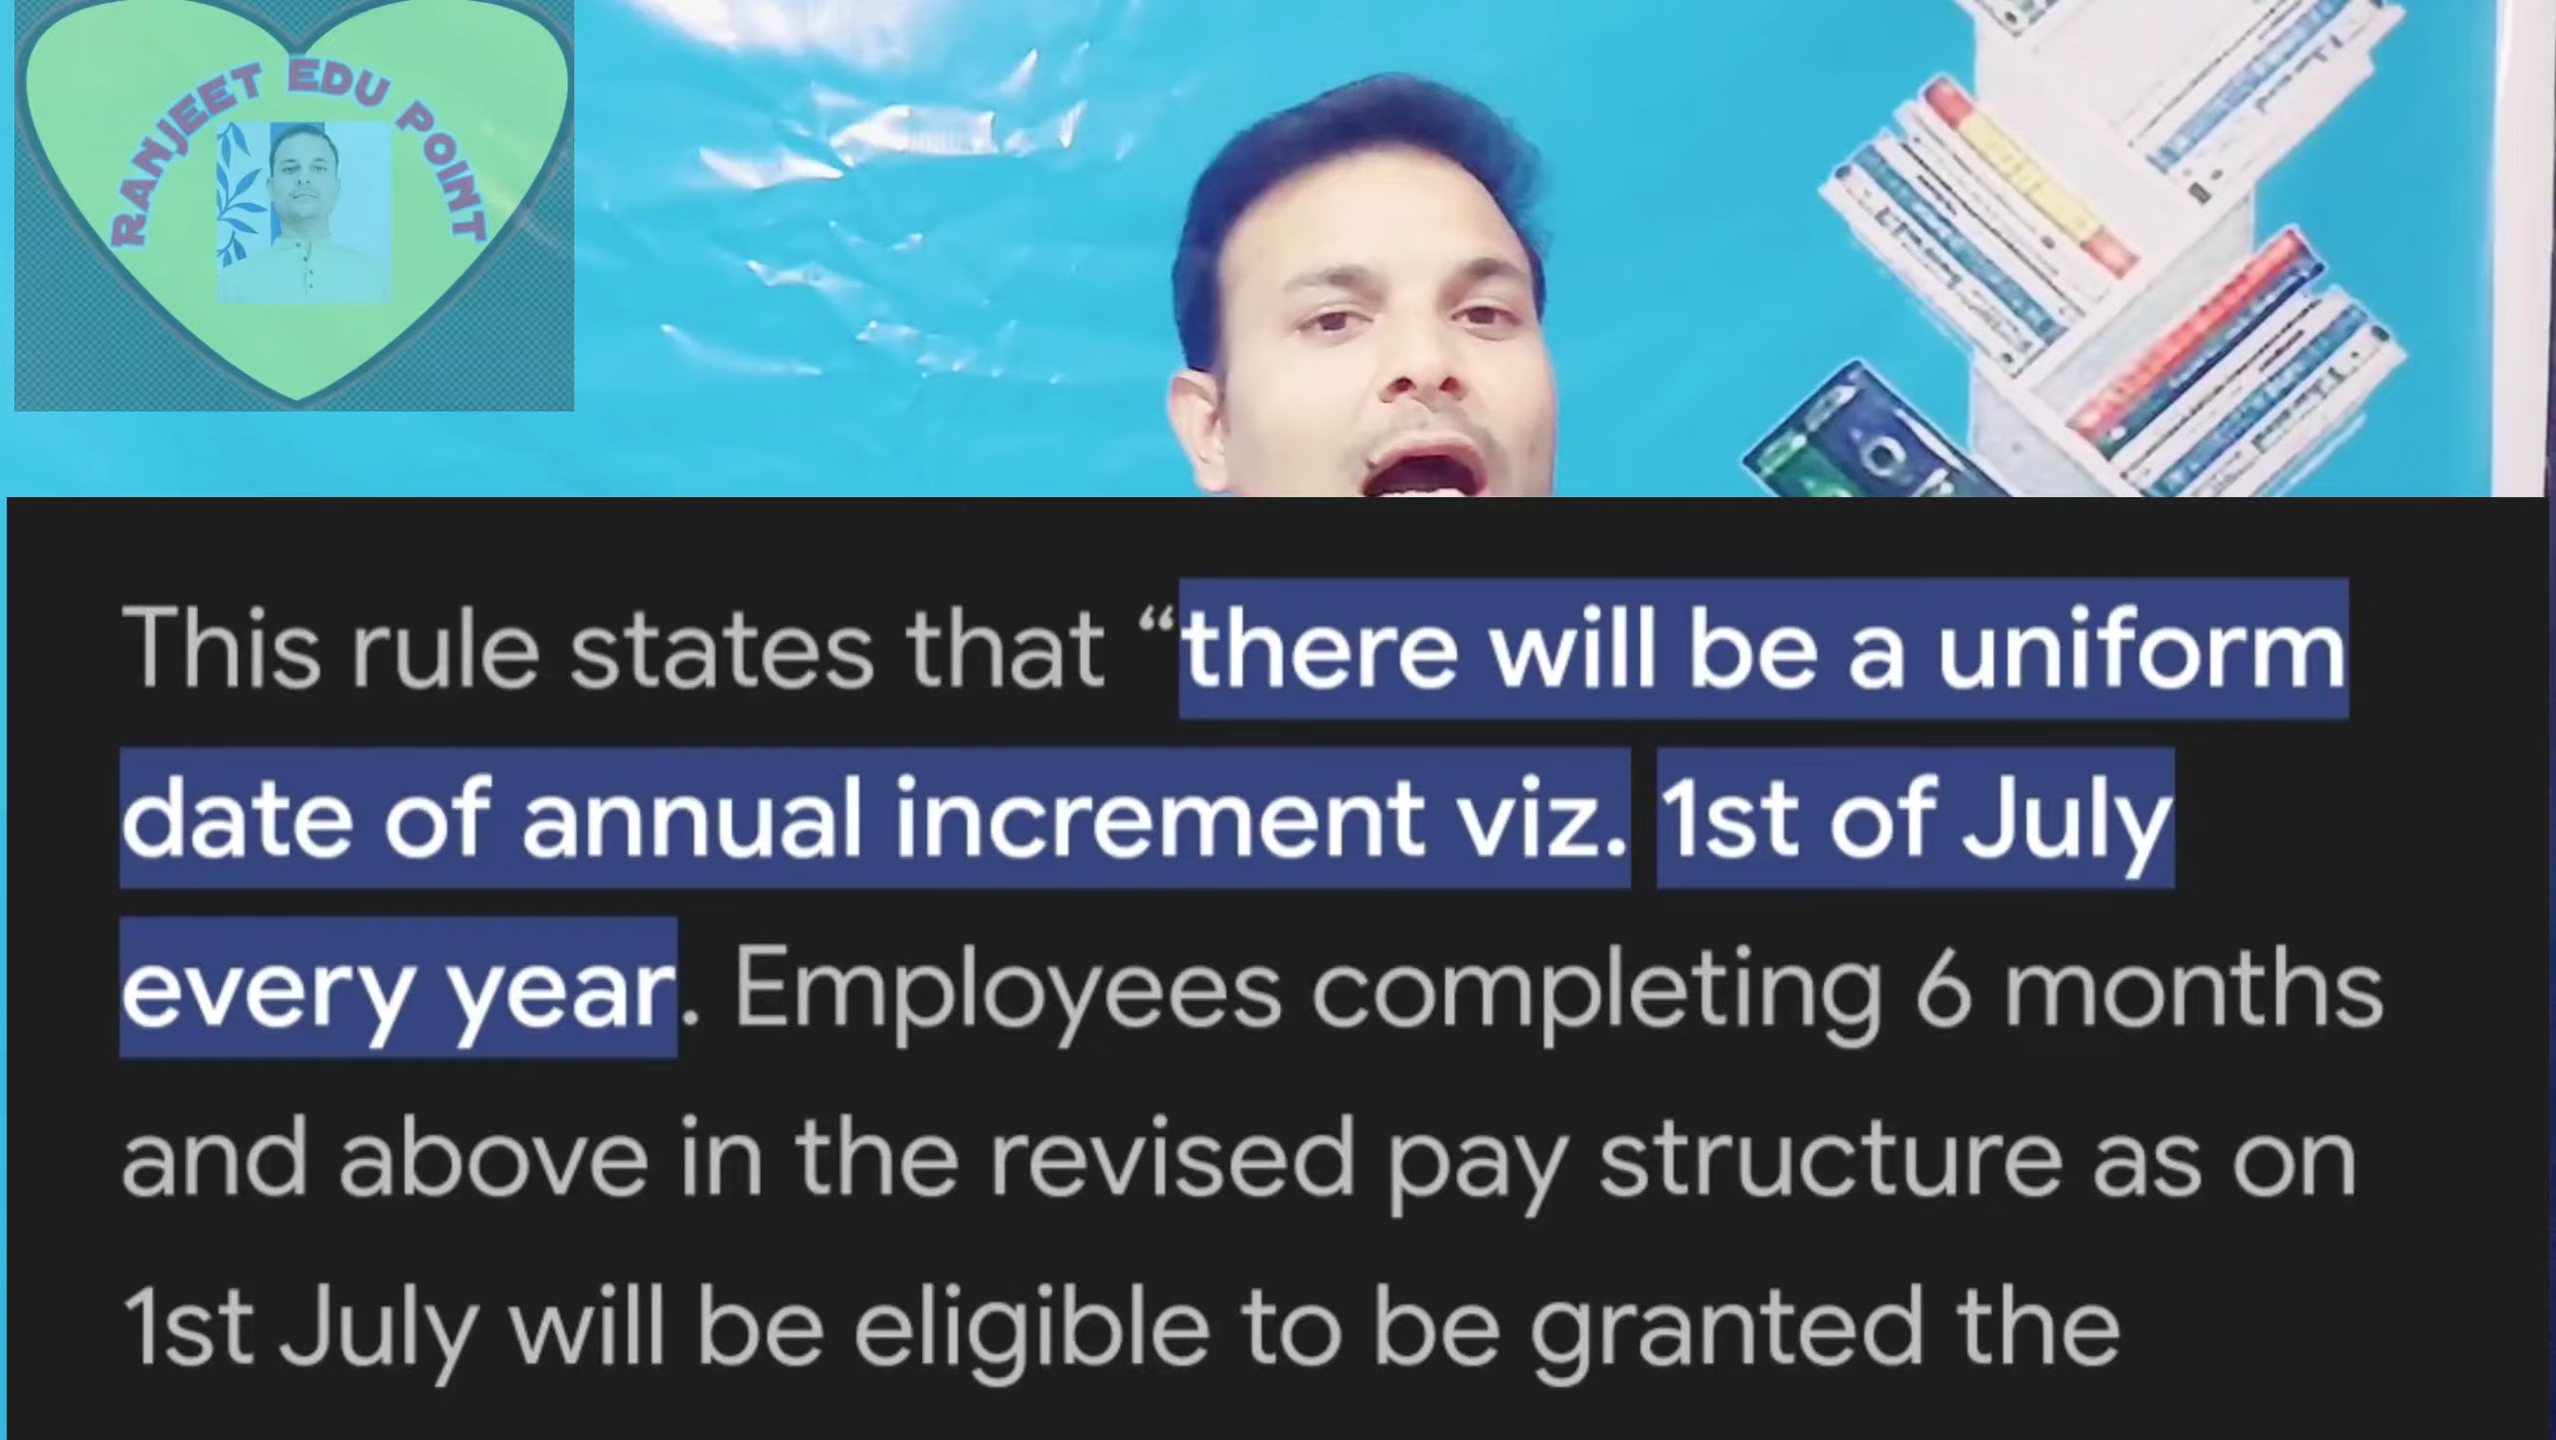 RANJEET EDU POINT
This rule states that “there will be a uniform
date of annual increment viz. 1st of July
every year. Employees completing 6 months
and above in the revised pay structure as on
1st July will be eligible to be granted the